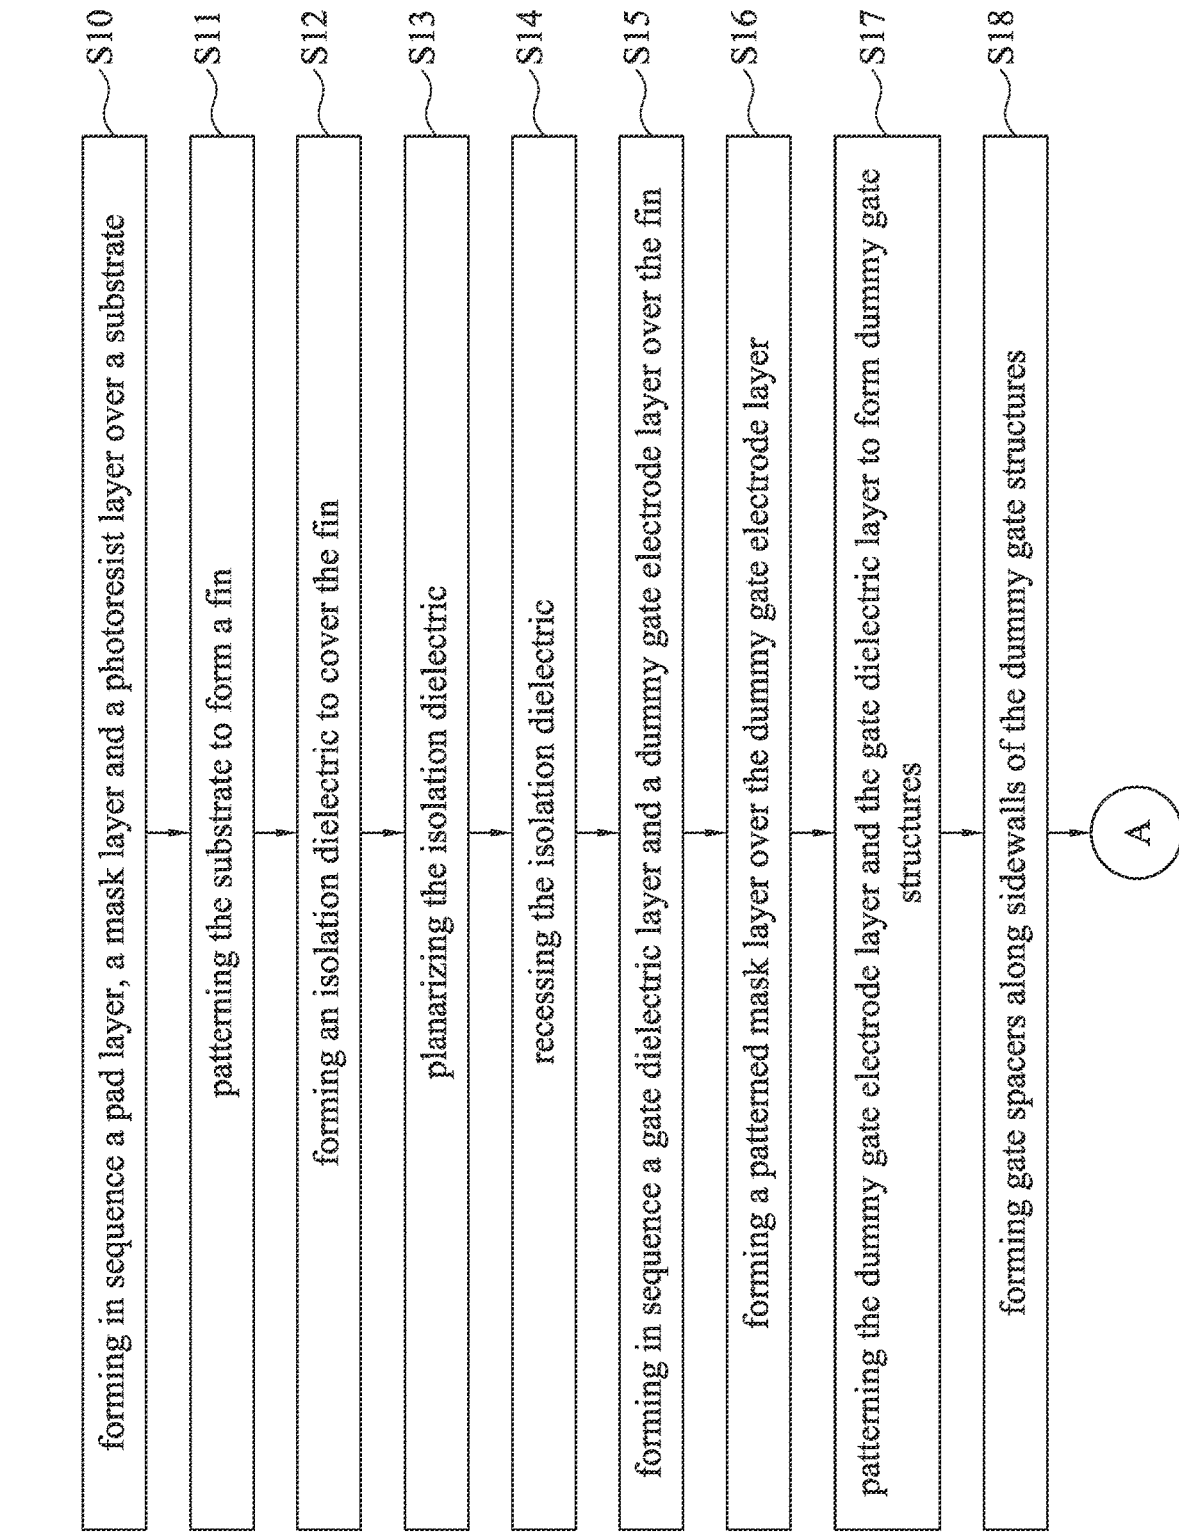 forming in sequence a pad layer, a mask layer and a photoresist layer over a substrate
S10
patterning the substrate to form a fin
S11
forming an isolation dielectric to cover the fin
S12
planarizing the isolation dielectric
S13
recessing the isolation dielectric
S14
forming in sequence a gate dielectric layer and a dummy gate electrode layer over the fin
S15
forming a patterned mask layer over the dummy gate electrode layer
S16
patterning the dummy gate electrode layer and the gate dielectric layer to form dummy gate
structures
S17
forming gate spacers along sidewalls of the dummy gate structures
S18
A